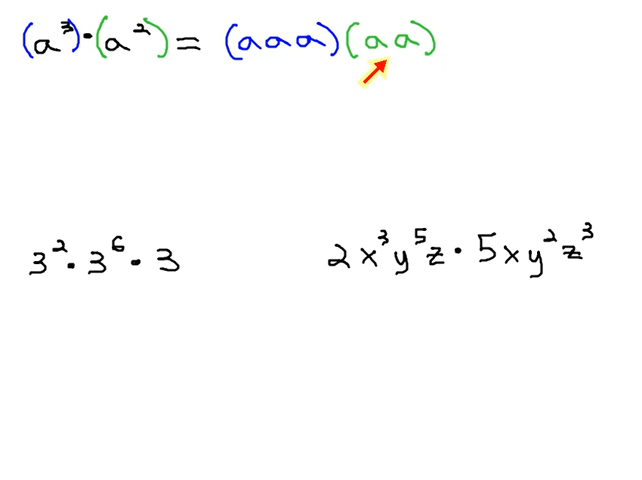 (a³)·(a²) = (aaa)(aa)
3²·3⁶·3
2x³y⁵z·5xy²z³